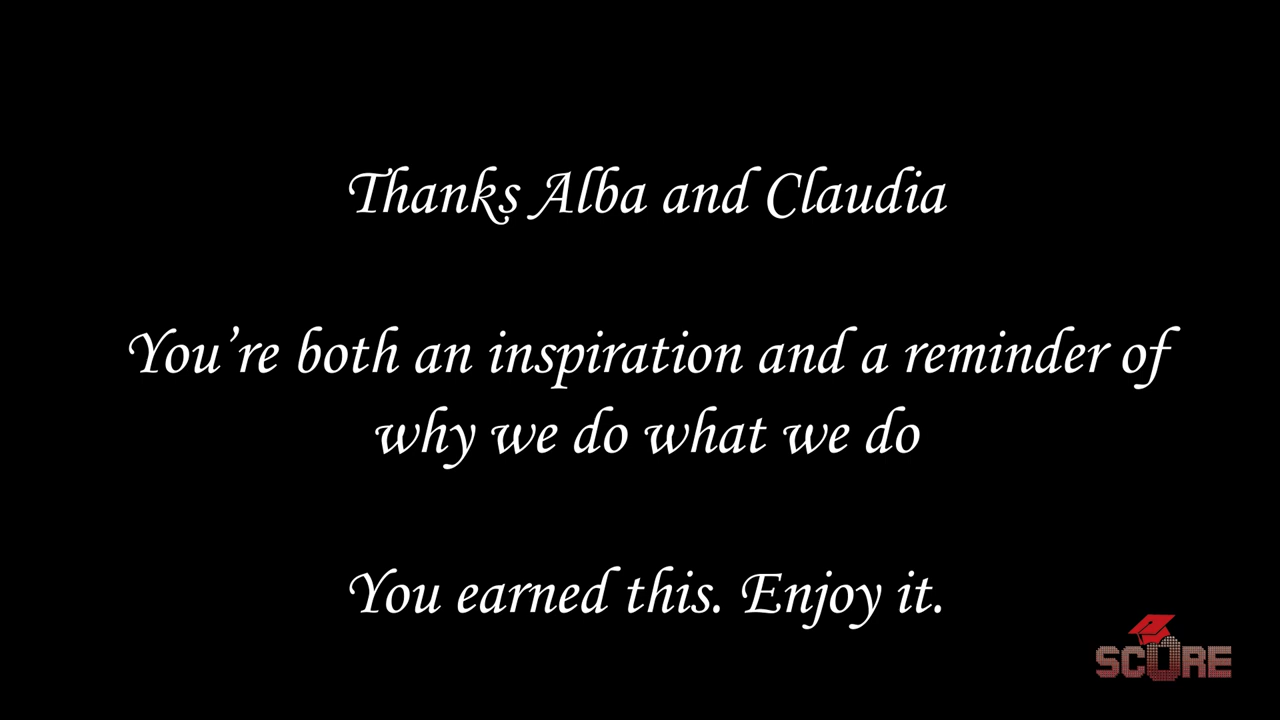 Thanks Alba and Claudia
You’re both an inspiration and a reminder of
why we do what we do
You earned this. Enjoy it.
SCORE